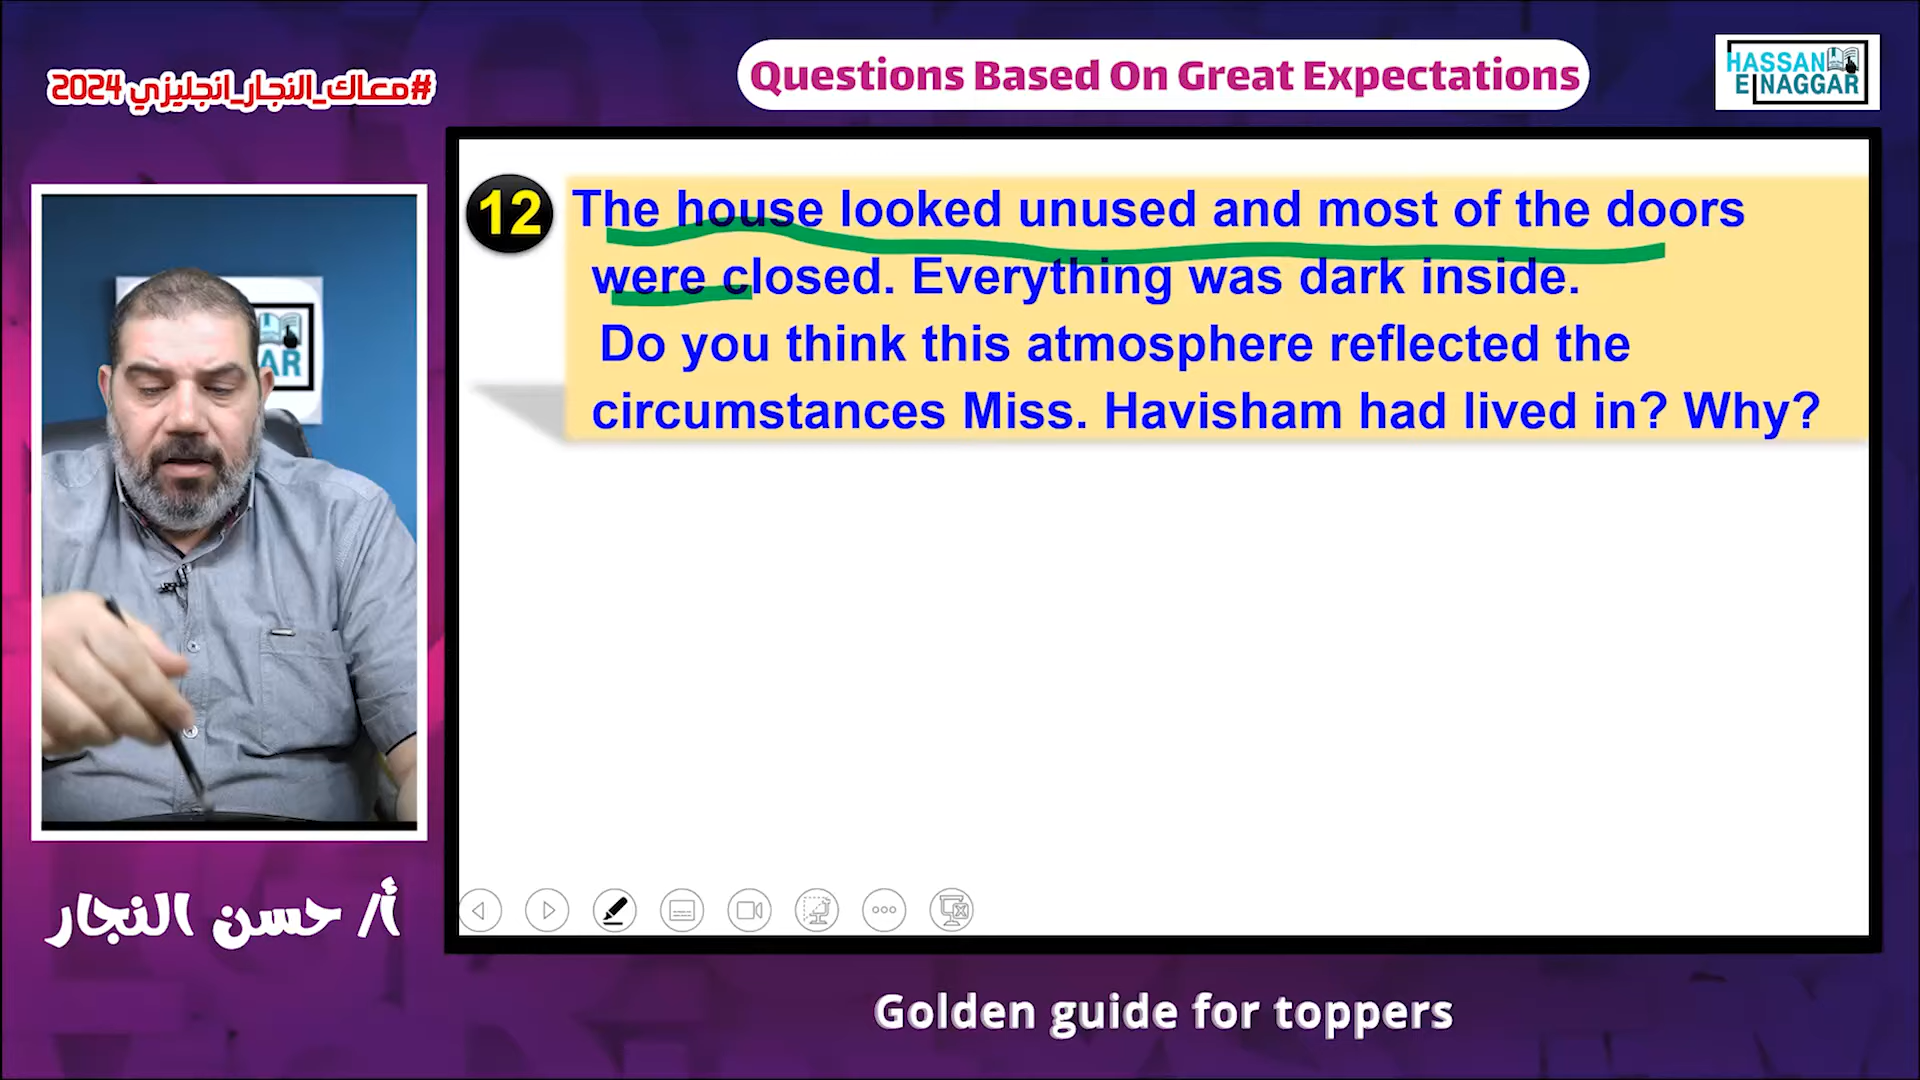 #معاك_النجار_انجليزي 2024
Questions Based On Great Expectations
HASSAN
ELNAGGAR
12 The house looked unused and most of the doors
were closed. Everything was dark inside.
Do you think this atmosphere reflected the
circumstances Miss. Havisham had lived in? Why?
GAR
أ/ حسن النجار
Golden guide for toppers